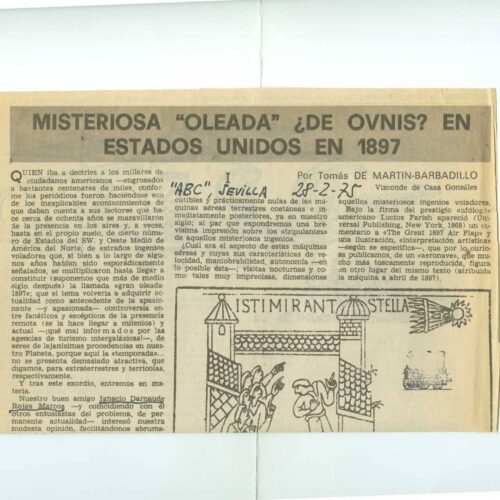 MISTERIOSA "OLEADA" ¿DE OVNIS? EN
ESTADOS UNIDOS EN 1897
QUIEN iba a decirles a los millares de
ciudadanos americanos —engrosados
a bastantes centenares de miles, confor-
me los periódicos fueron haciéndose eco
de los inexplicables acontecimientos de
que daban cuenta a sus lectores que ha-
ce cerca de ochenta años se maravillaron
de la presencia en los aires y, a veces,
hasta en el propio suelo, de cierto núme-
ro de Estados del SW. y Oeste Medio de
América del Norte, de extraños ingenios
voladores que, si bien a lo largo de algu-
nos años habían sido esporádicamente
señalados, se multiplicaron hasta llegar a
constituir (suponemos que más de medio
siglo después) la llamada «gran oleada
1897»; que el tema volvería a adquirir ac-
tualidad como antecedente de la apasio-
nante —y apasionada— controversia en-
tre fanáticos y escépticos de la presencia
remota (se la hace llegar a milenios) y
actual —¡qué mal informados por las
agencias de turismo intergaláxicas!—, de
seres de lejanísimas procedencias en nuestro
Planeta, porque aquí la «temporada»...
no se presenta demasiado atractiva, que
digamos, para extraterrestres y terrícolas,
respectivamente.
Y tras este exordio, entremos en ma-
teria.
Nuestro buen amigo Ignacio Darnaude
Rojas Marcos —y coincidiendo con el
otros entusiastas del problema, de per-
manente actualidad— interesó nuestra
modesta opinión, facilitándonos abruma-
I
"ABC", SEVILLA
28-2-75
cutibles y prácticamente nulas de las má-
quinas aéreas terrestres coetáneas e in-
mediatamente posteriores, ya en nuestro
siglo; al par que expondremos una bre-
vísima impresión sobre los «tripulantes»
de aquellos misteriosos ingenios.
¿Cuál era el aspecto de estas máquinas
aéreas y cuyas sus características de ve-
locidad, maniobrabilidad, autonomía —en
lo posible ésta—; visitas nocturnas y co-
mo tales muy imprecisas, dimensiones
Por Tomás DE MARTIN-BARBADILLO
Vizconde de Casa González
aquellos misteriosos ingenios voladores.
Bajo la firma del prestigio «ufólogo»
americano Lucius Farish apareció (Uni-
versal Publishing, New York, 1968) un co-
mentario a «The Great 1897 Air Flap» y
una ilustración, «interpretación artística»
—según se especifica—, que por lo curio-
sa publicamos, de un «aeronave», que mu-
cho más toscamente reproducida, figura
en otro lugar del mismo texto (atribuida
la máquina a abril de 1897).
ISTIMIRANT STELLA